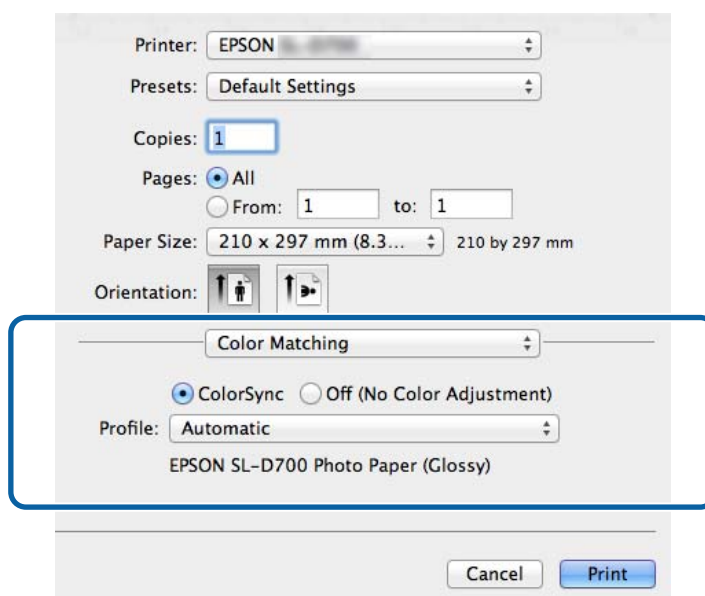 Printer: EPSON
Presets: Default Settings
Copies: 1
Pages: All
From: 1 to: 1
Paper Size: 210 x 297 mm (8.3... 210 by 297 mm
Orientation:
Color Matching
ColorSync Off (No Color Adjustment)
Profile: Automatic
EPSON SL-D700 Photo Paper (Glossy)
Cancel Print